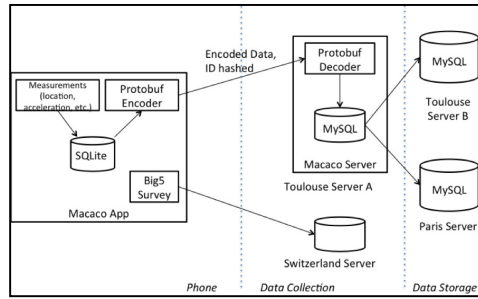 Measurements
(location,
acceleration, etc.)
Protobuf
Encoder
SQLite
Big5
Survey
Macaco App
Encoded Data,
ID hashed
Protobuf
Decoder
MySQL
Macaco Server
Toulouse Server A
Switzerland Server
MySQL
Toulouse
Server B
MySQL
Paris Server
Phone
Data Collection
Data Storage